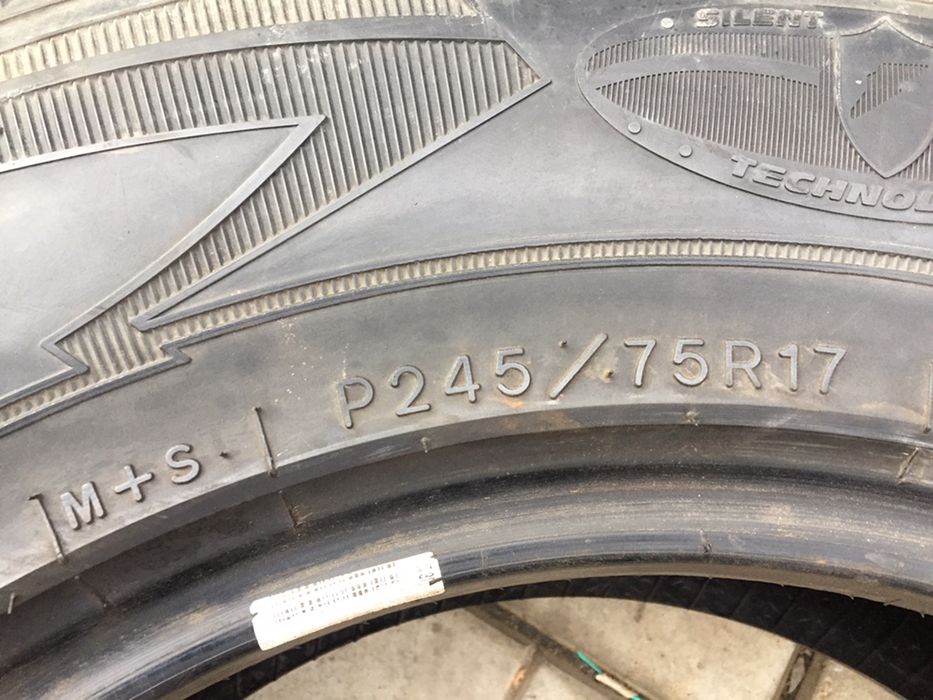 SILENT
TECHNOL
P245/75R17
M+S